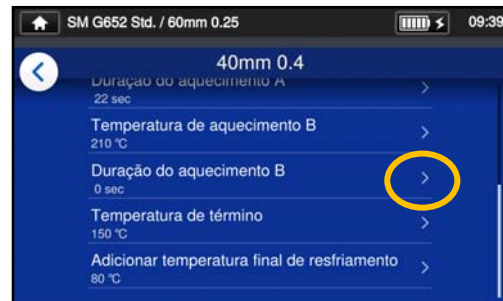 SM G652 Std. / 60mm 0.25
09:39
40mm 0.4
Duração do aquecimento A
22 sec
Temperatura de aquecimento B
210 °C
Duração do aquecimento B
0 sec
Temperatura de término
150 °C
Adicionar temperatura final de resfriamento
80 °C